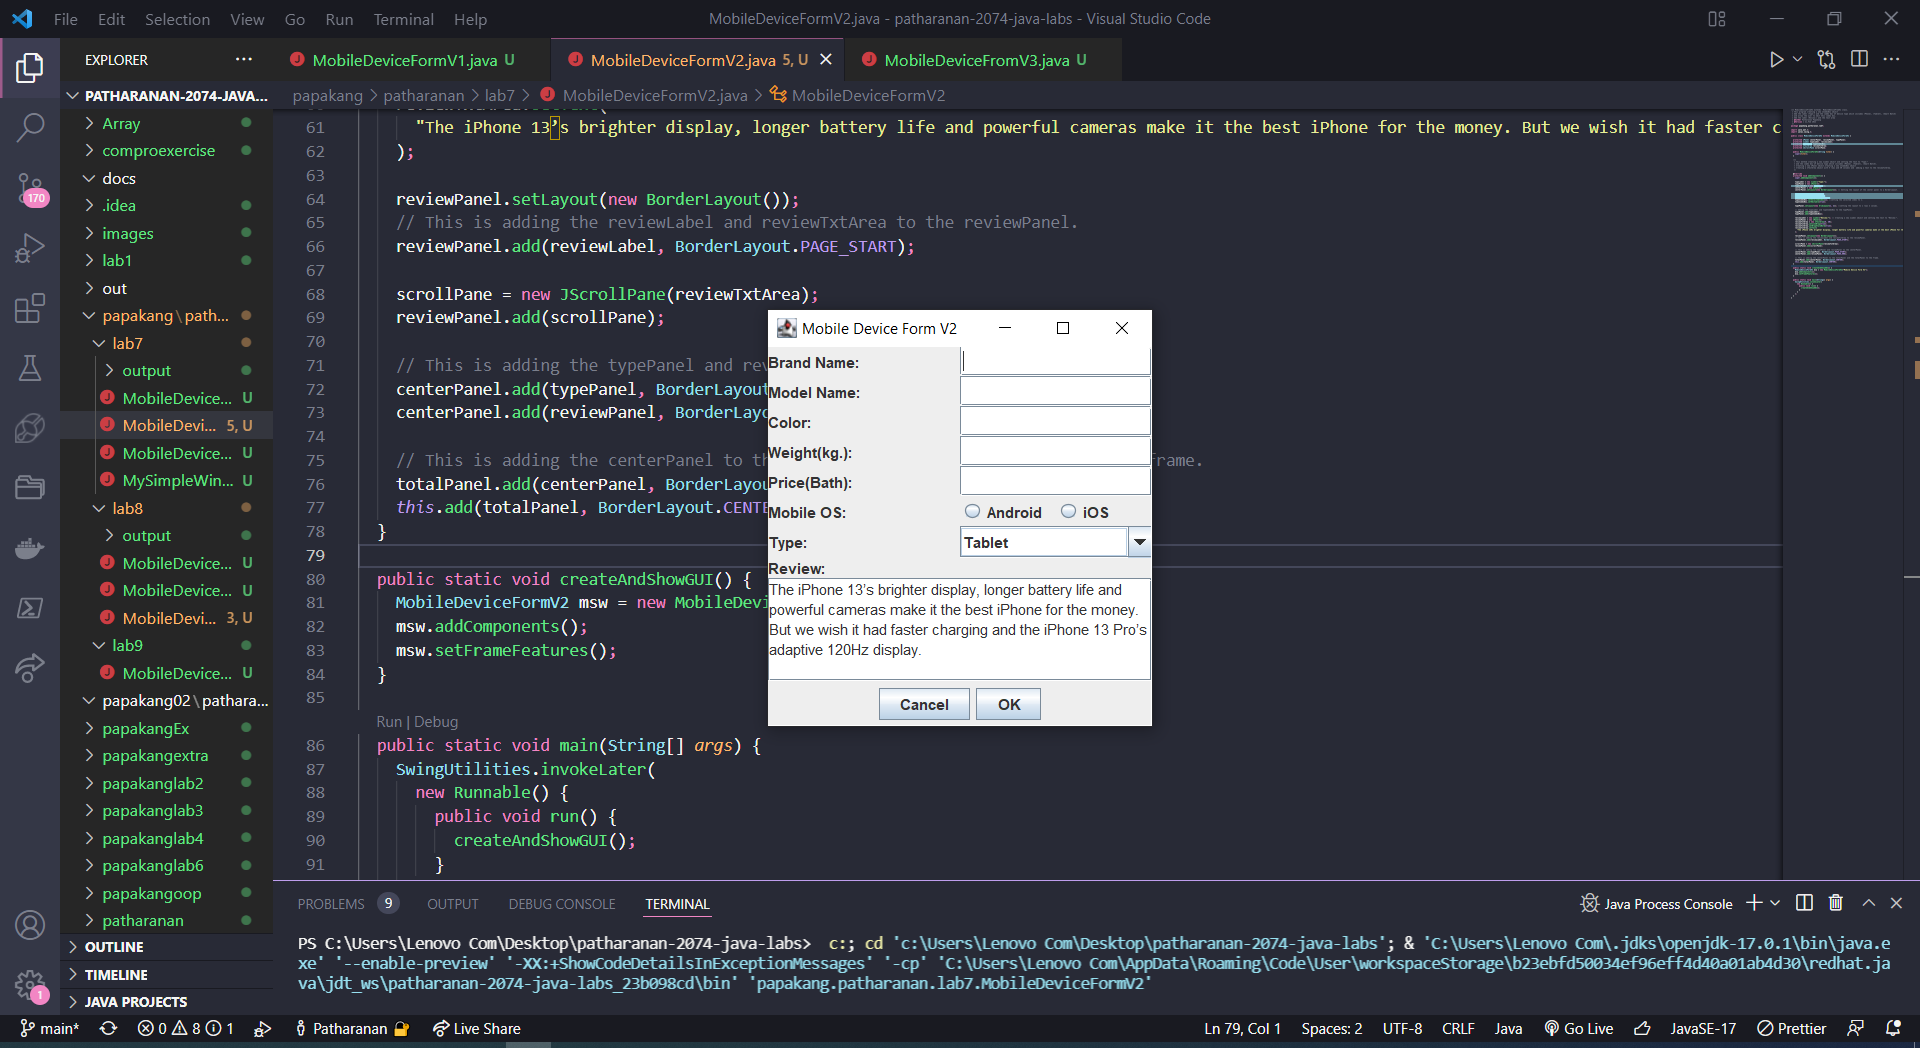 File Edit Selection View Go Run Terminal Help
MobileDeviceFormV2.java - patharanan-2074-java-labs - Visual Studio Code
EXPLORER
MobileDeviceFormV1.java U
MobileDeviceFormV2.java 5, U
MobileDeviceFromV3.java U
PATHARANAN-2074-JAVA...
papakang > patharanan > lab7 > MobileDeviceFormV2.java > MobileDeviceFormV2
Array
comproexercise
docs
.idea
images
lab1
out
papakang\path...
lab7
output
MobileDevice... U
MobileDevi... 5, U
MobileDevice... U
MySimpleWin... U
lab8
output
MobileDevice... U
MobileDevice... U
MobileDevi... 3, U
lab9
MobileDevice... U
papakang02\pathara...
papakangEx
papakangextra
papakanglab2
papakanglab3
papakanglab4
papakanglab6
papakangoop
patharanan
OUTLINE
TIMELINE
JAVA PROJECTS
170
1
61 "The iPhone 13’s brighter display, longer battery life and powerful cameras make it the best iPhone for the money. But we wish it had faster c
62 );
63
64 reviewPanel.setLayout(new BorderLayout());
65 // This is adding the reviewLabel and reviewTxtArea to the reviewPanel.
66 reviewPanel.add(reviewLabel, BorderLayout.PAGE_START);
67
68 scrollPane = new JScrollPane(reviewTxtArea);
69 reviewPanel.add(scrollPane);
70
71 // This is adding the typePanel and rev
72 centerPanel.add(typePanel, BorderLayout
73 centerPanel.add(reviewPanel, BorderLayo
74
75 // This is adding the centerPanel to th frame.
76 totalPanel.add(centerPanel, BorderLayou
77 this.add(totalPanel, BorderLayout.CENTE
78 }
79
80 public static void createAndShowGUI() {
81 MobileDeviceFormV2 msw = new MobileDevi
82 msw.addComponents();
83 msw.setFrameFeatures();
84 }
85
Run | Debug
86 public static void main(String[] args) {
87 SwingUtilities.invokeLater(
88 new Runnable() {
89 public void run() {
90 createAndShowGUI();
91 }
Mobile Device Form V2
Brand Name:
Model Name:
Color:
Weight(kg.):
Price(Bath):
Mobile OS: Android iOS
Type: Tablet
Review:
The iPhone 13’s brighter display, longer battery life and
powerful cameras make it the best iPhone for the money.
But we wish it had faster charging and the iPhone 13 Pro’s
adaptive 120Hz display.
Cancel OK
PROBLEMS 9 OUTPUT DEBUG CONSOLE TERMINAL
Java Process Console
PS C:\Users\Lenovo Com\Desktop\patharanan-2074-java-labs> c:; cd 'c:\Users\Lenovo Com\Desktop\patharanan-2074-java-labs'; & 'C:\Users\Lenovo Com\.jdks\openjdk-17.0.1\bin\java.e
xe' '--enable-preview' '-XX:+ShowCodeDetailsInExceptionMessages' '-cp' 'C:\Users\Lenovo Com\AppData\Roaming\Code\User\workspaceStorage\b23ebfd50034ef96eff4d40a01ab4d30\redhat.ja
va\jdt_ws\patharanan-2074-java-labs_23b098cd\bin' 'papakang.patharanan.lab7.MobileDeviceFormV2'
main* 0 8 1 Patharanan Live Share
Ln 79, Col 1 Spaces: 2 UTF-8 CRLF Java Go Live JavaSE-17 Prettier